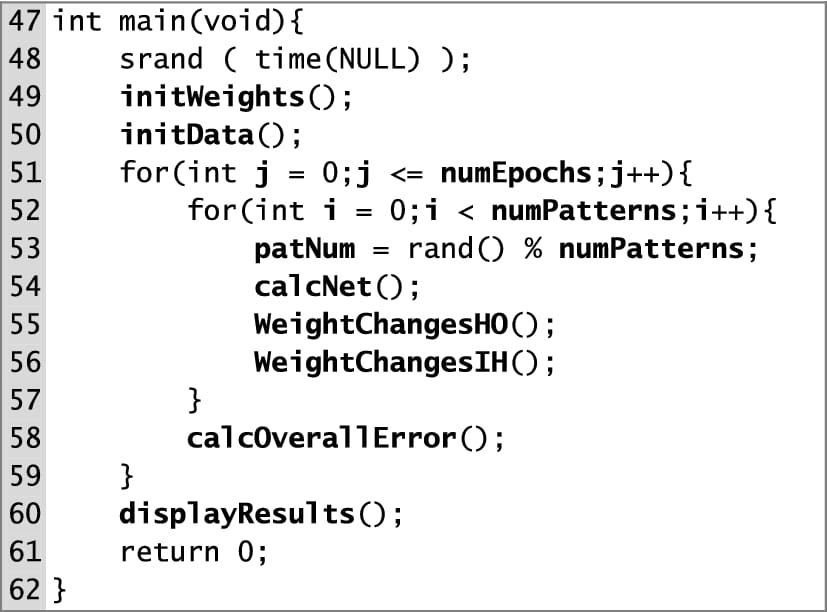 47 int main(void){
48     srand ( time(NULL) );
49     initWeights();
50     initData();
51     for(int j = 0;j <= numEpochs;j++){
52         for(int i = 0;i < numPatterns;i++){
53             patNum = rand() % numPatterns;
54             calcNet();
55             WeightChangesHO();
56             WeightChangesIH();
57         }
58         calcOverallError();
59     }
60     displayResults();
61     return 0;
62 }